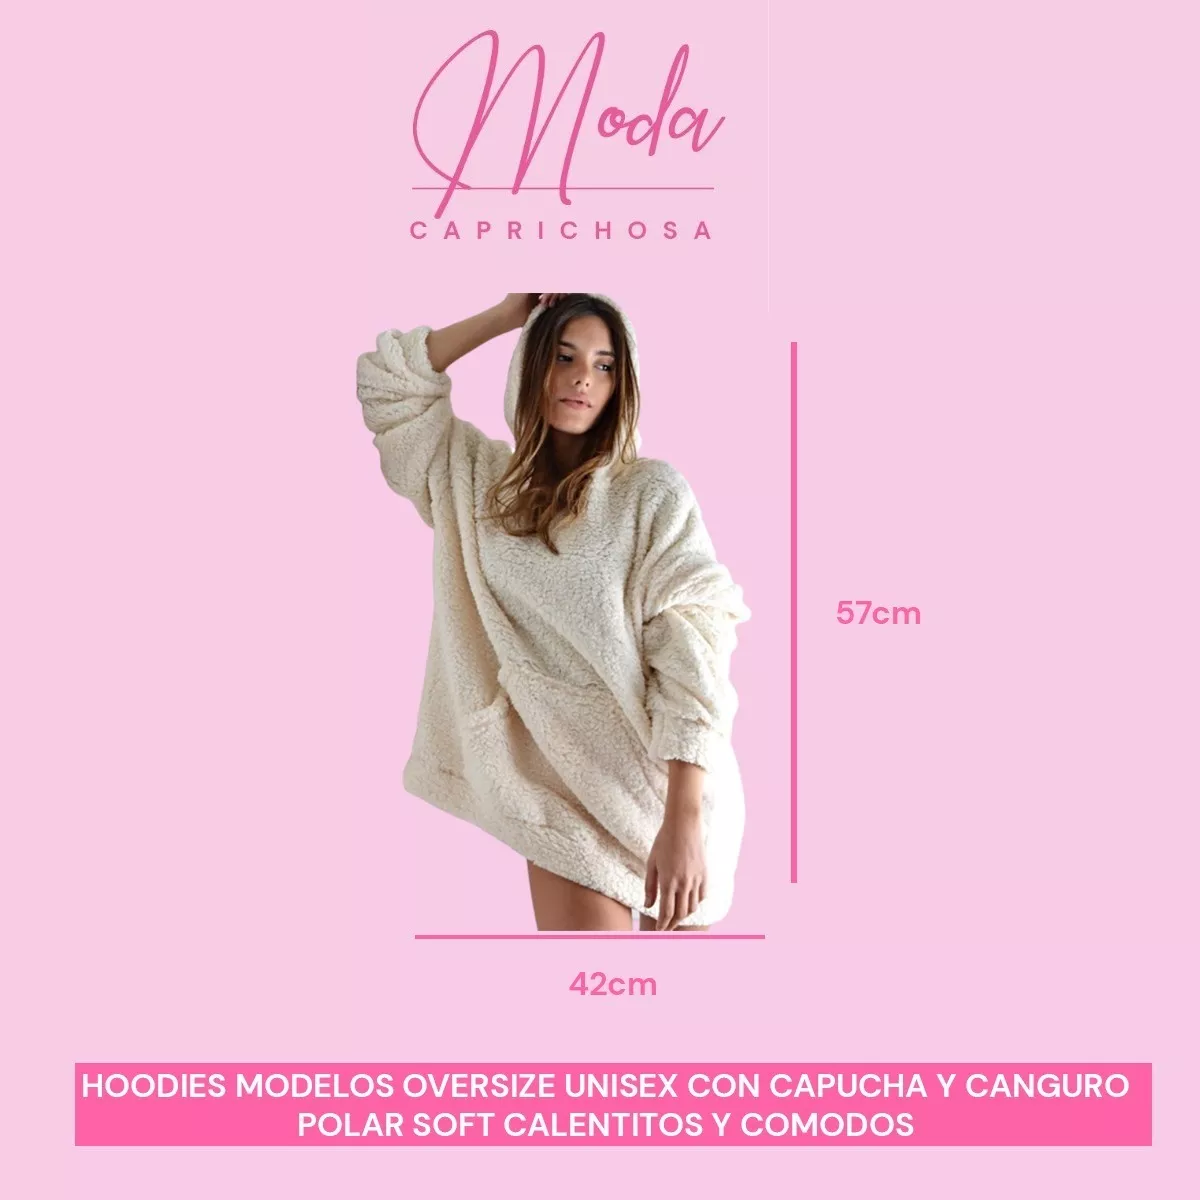 Moda
CAPRICHOSA
57cm
42cm
HOODIES MODELOS OVERSIZE UNISEX CON CAPUCHA Y CANGURO
POLAR SOFT CALENTITOS Y COMODOS